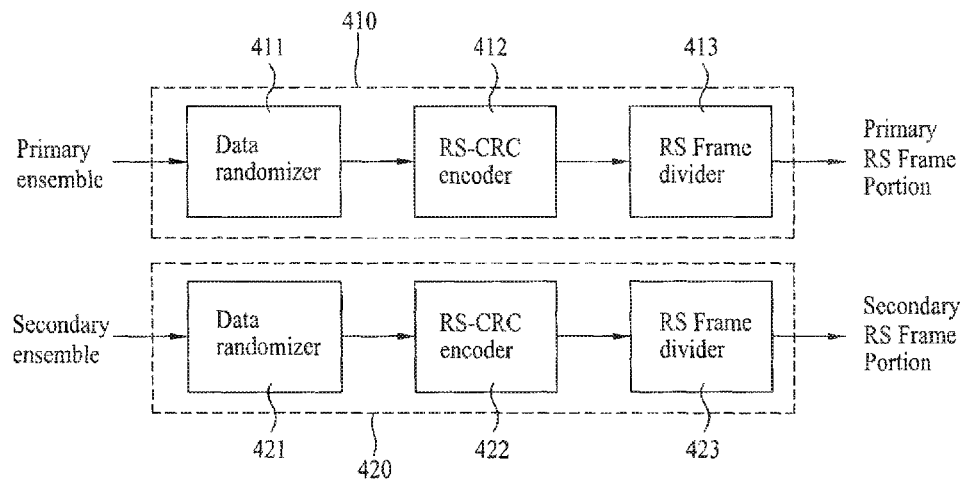 410
411
412
413
Primary
ensemble
Data
randomizer
RS-CRC
encoder
RS Frame
divider
Primary
RS Frame
Portion
Secondary
ensemble
Data
randomizer
RS-CRC
encoder
RS Frame
divider
Secondary
RS Frame
Portion
421
420
422
423